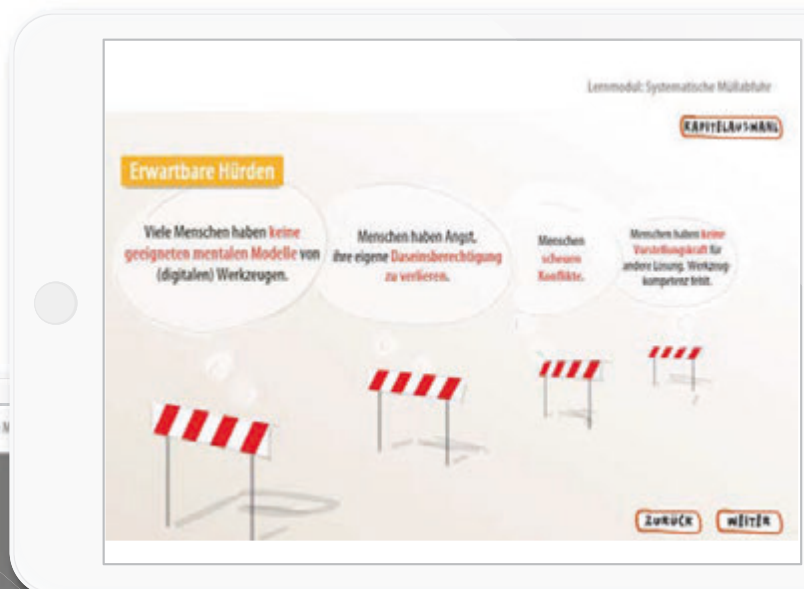 Lernmodul: Systematische Müllabfuhr
KAPITELAUSWAHL
Erwartbare Hürden
Viele Menschen haben keine
geeigneten mentalen Modelle von
(digitalen) Werkzeugen.
Menschen haben Angst,
ihre eigene Daseinsberechtigung
zu verlieren.
Menschen
scheuen
Konflikte.
Menschen haben keine
Vorstellungskraft für
andere Lösung. Werkzeug-
kompetenz fehlt.
ZURÜCK
WEITER